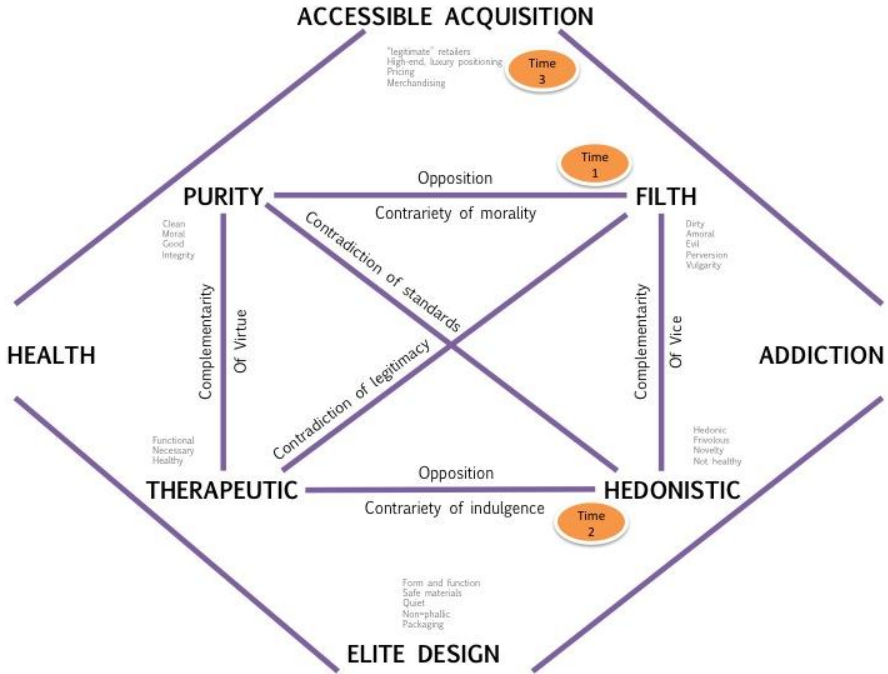 ACCESSIBLE ACQUISITION
"legitimate" retailers
High-end, luxury positioning
Pricing
Merchandising
Time
3
Time
1
Opposition
PURITY
FILTH
Contrariety of morality
Clean
Moral
Good
Integrity
Dirty
Amoral
Evil
Perversion
Vulgarity
Contradiction of standards
Complementarity
Of Virtue
Complementarity
Of Vice
HEALTH
ADDICTION
Contradiction of legitimacy
Functional
Necessary
Healthy
Hedonic
Frivolous
Novelty
Not healthy
Opposition
THERAPEUTIC
HEDONISTIC
Contrariety of indulgence
Time
2
Form and function
Safe materials
Quiet
Non-phallic
Packaging
ELITE DESIGN